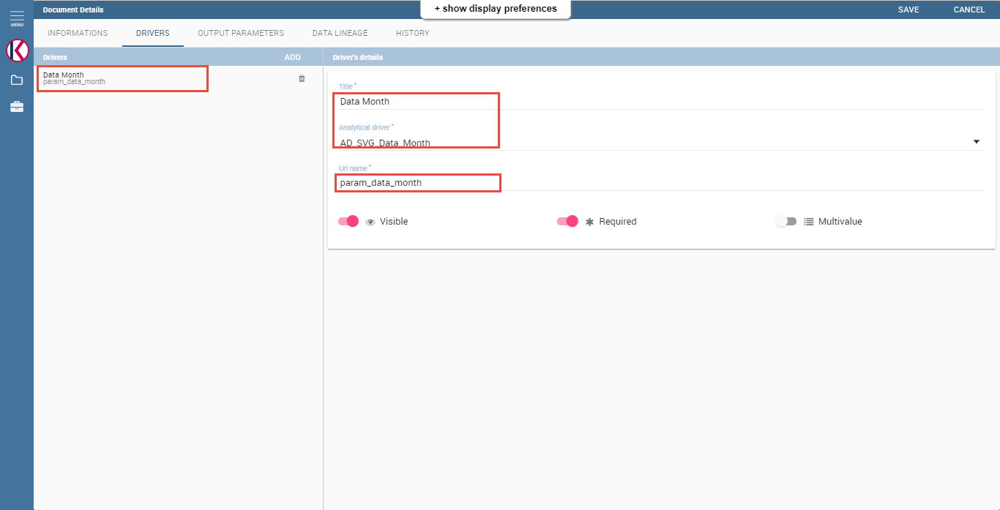 Document Details
+ show display preferences
SAVE
CANCEL
MENU
INFORMATIONS
DRIVERS
OUTPUT PARAMETERS
DATA LINEAGE
HISTORY
Drivers
ADD
Data Month
param_data_month
Driver's details
Title *
Data Month
Analytical driver *
AD_SVG_Data_Month
Url name *
param_data_month
Visible
Required
Multivalue